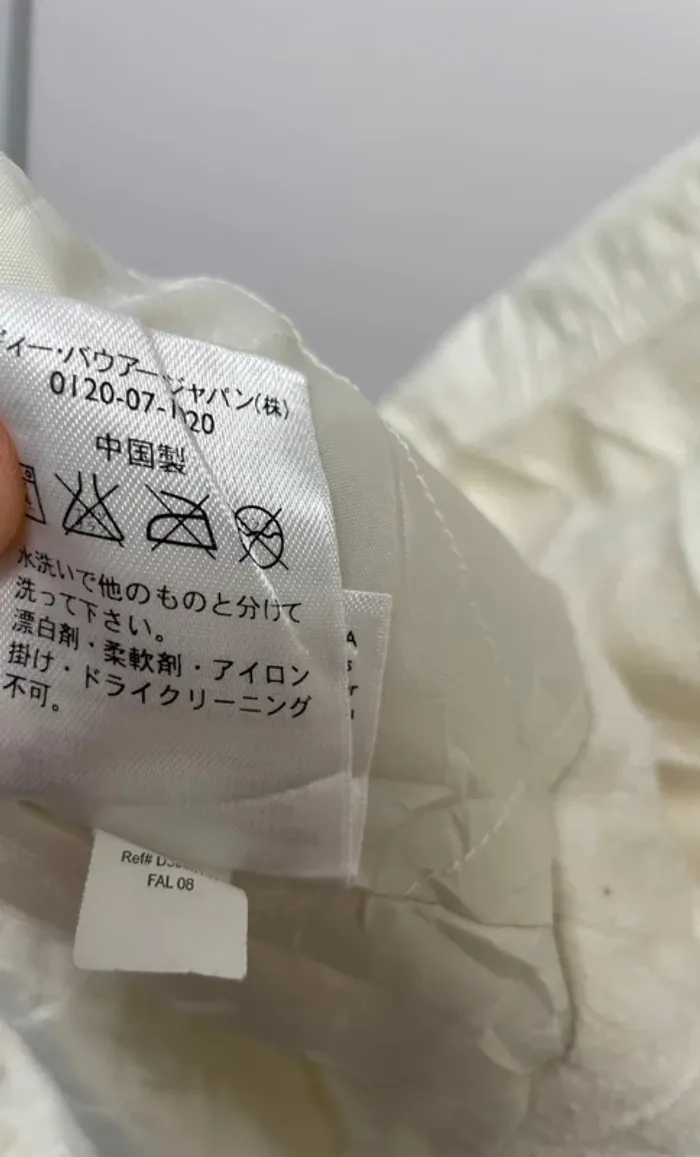 ディー・バウアー・ジャパン(株)
0120-07-1020
中国製
水洗いで他のものと分けて
洗って下さい。
漂白剤・柔軟剤・アイロン
掛け・ドライクリーニング
不可。
A
s
r
Ref#
FAL 08